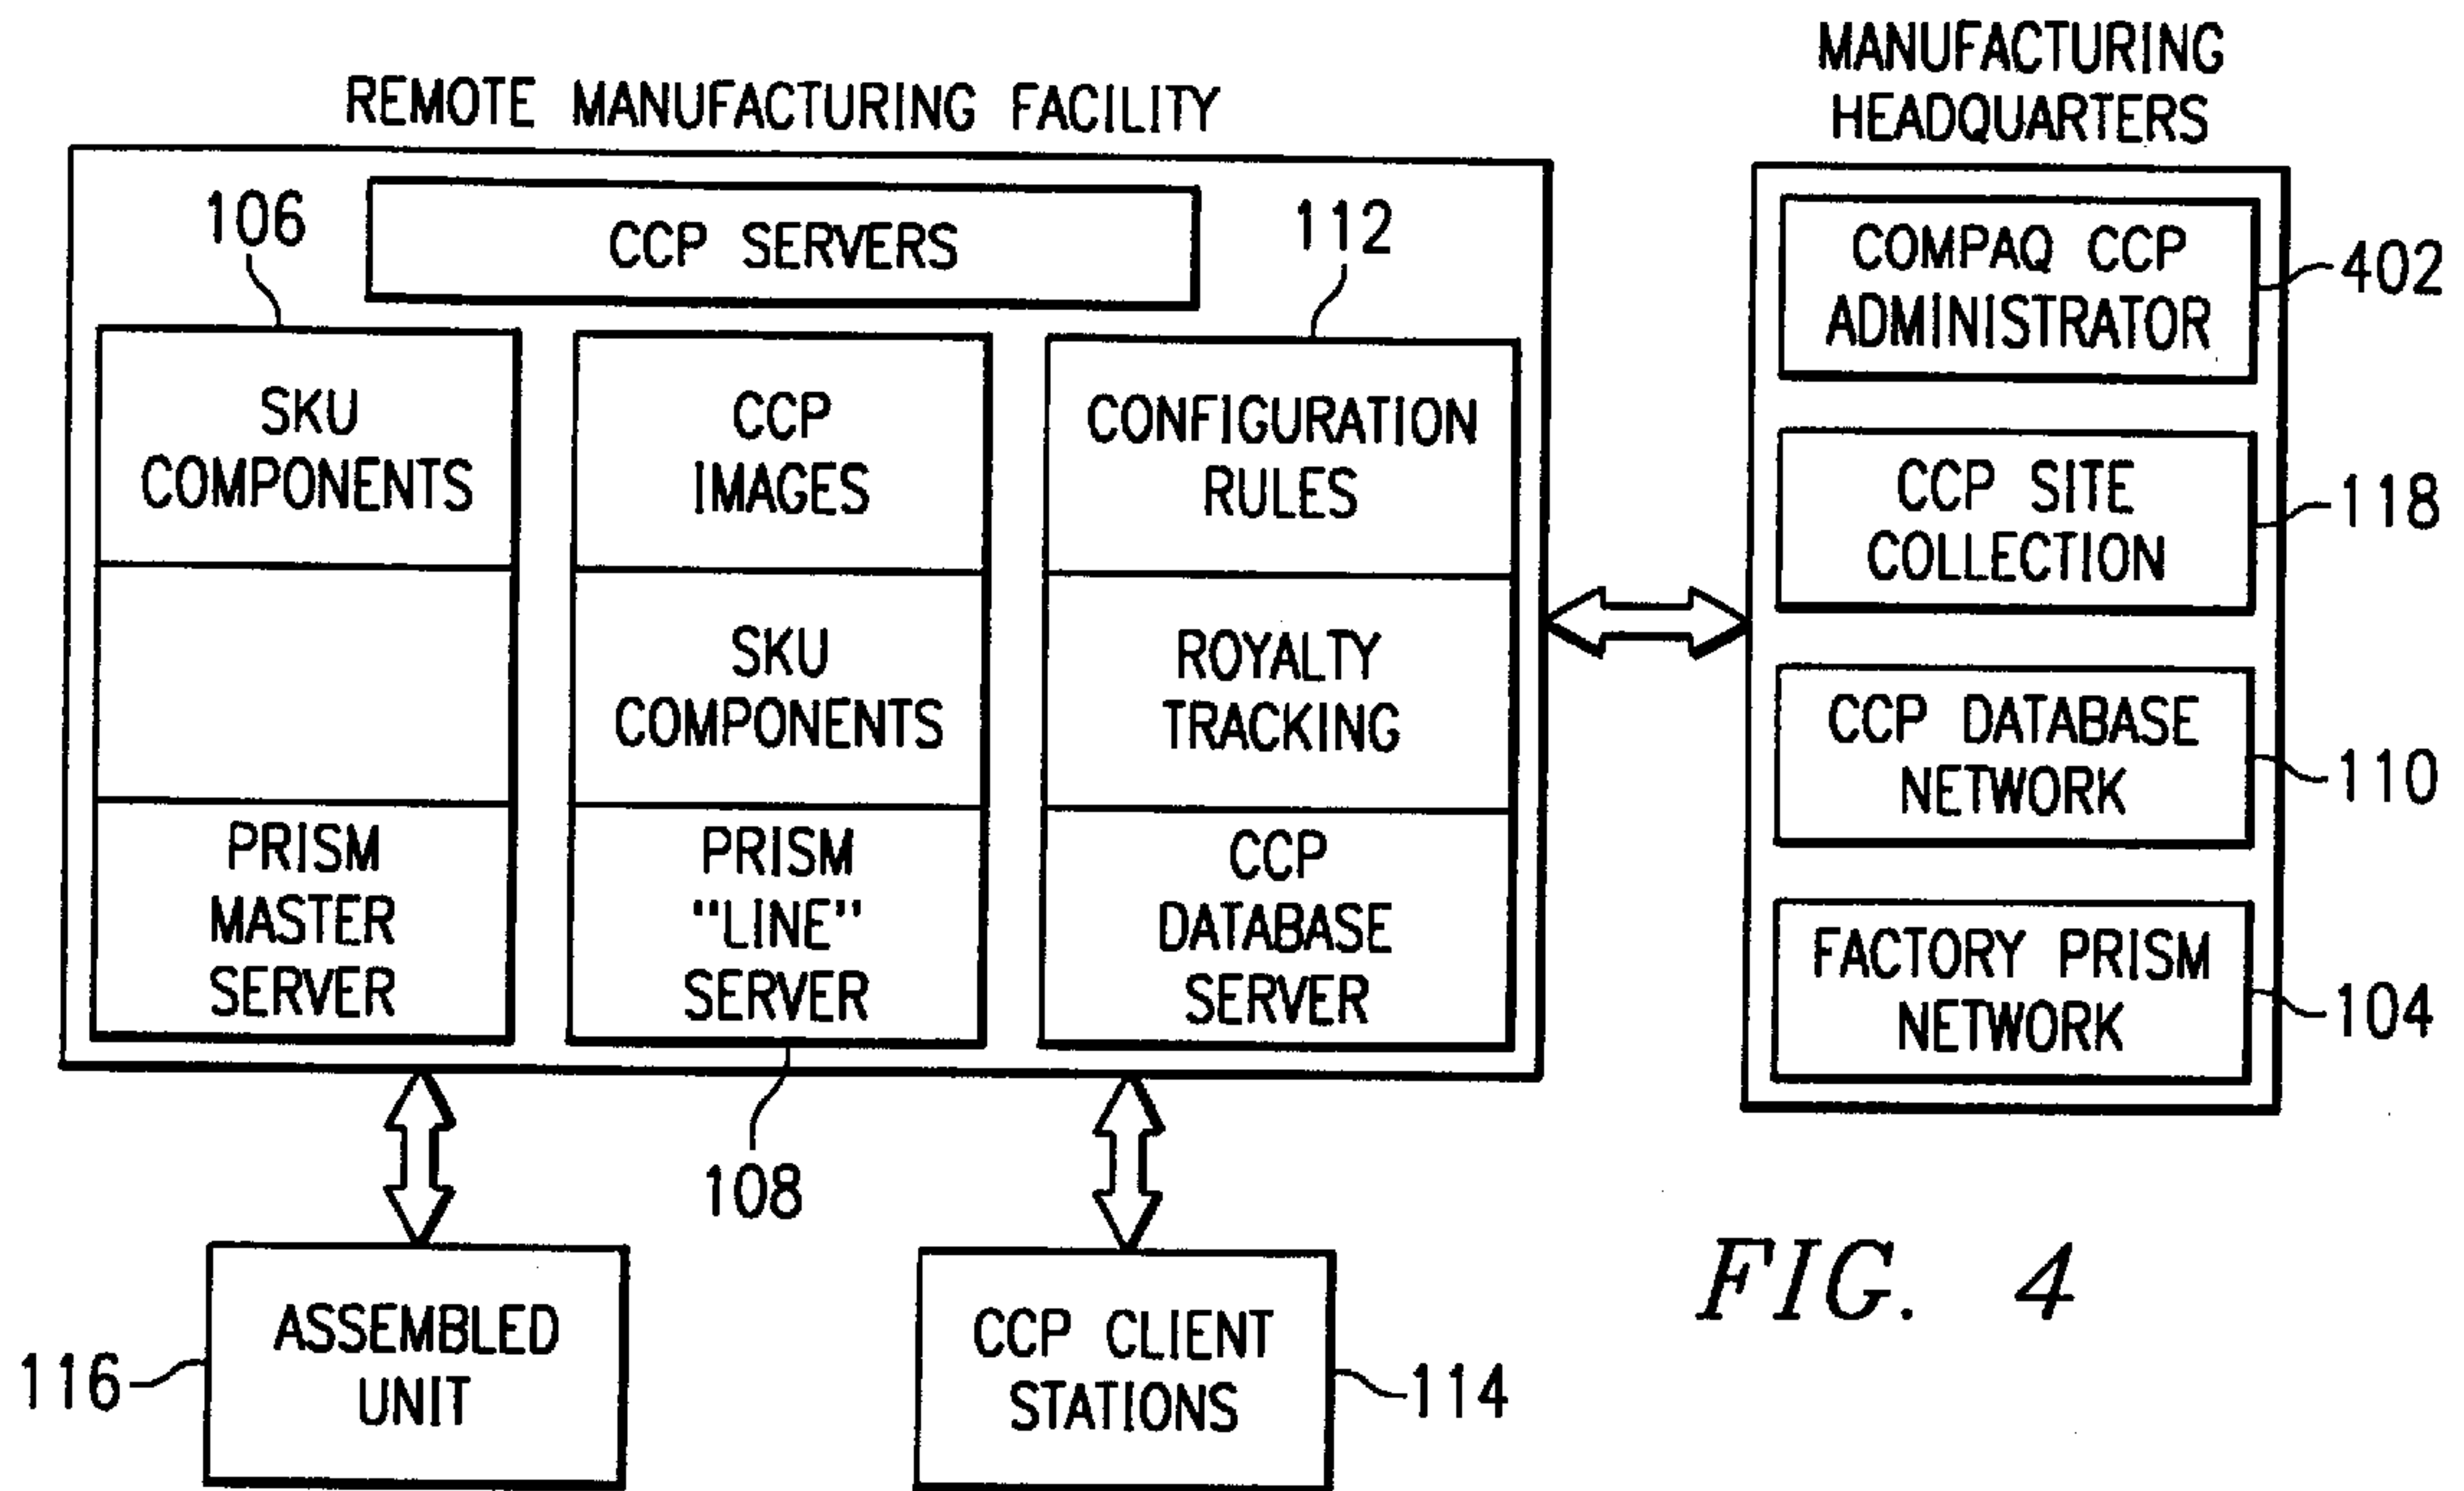 REMOTE MANUFACTURING FACILITY
MANUFACTURING
HEADQUARTERS
CCP SERVERS
106
112
SKU
COMPONENTS
PRISM
MASTER
SERVER
CCP
IMAGES
SKU
COMPONENTS
PRISM
"LINE"
SERVER
108
CONFIGURATION
RULES
ROYALTY
TRACKING
CCP
DATABASE
SERVER
COMPAQ CCP
ADMINISTRATOR
402
CCP SITE
COLLECTION
118
CCP DATABASE
NETWORK
110
FACTORY PRISM
NETWORK
104
ASSEMBLED
UNIT
116
CCP CLIENT
STATIONS
114
FIG. 4